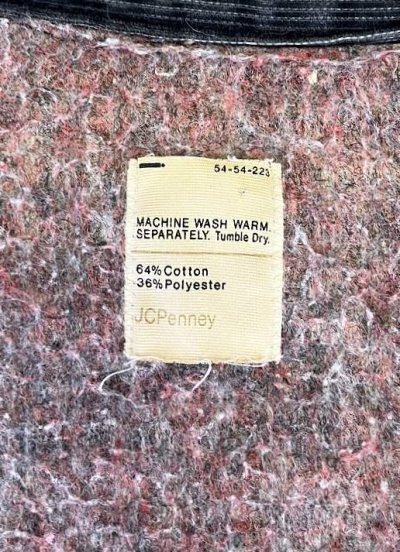 54-54-223
MACHINE WASH WARM.
SEPARATELY. Tumble Dry.
64% Cotton
36% Polyester
JCPenney